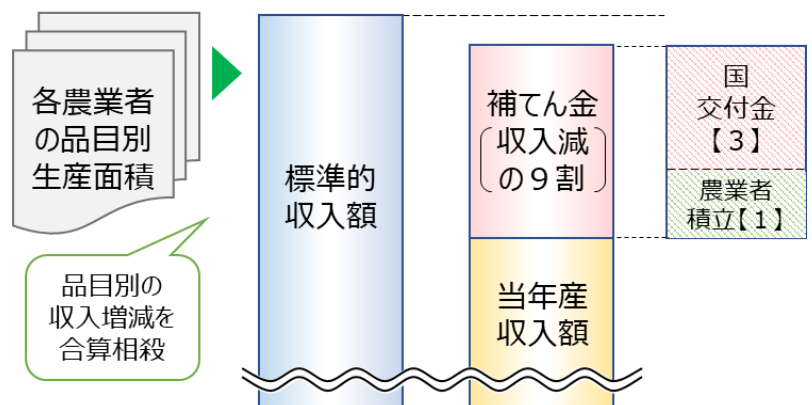 各農業者
の品目別
生産面積
品目別の
収入増減を
合算相殺
標準的
収入額
補てん金
〔収入減
の９割〕
当年産
収入額
国
交付金
【３】
農業者
積立【１】